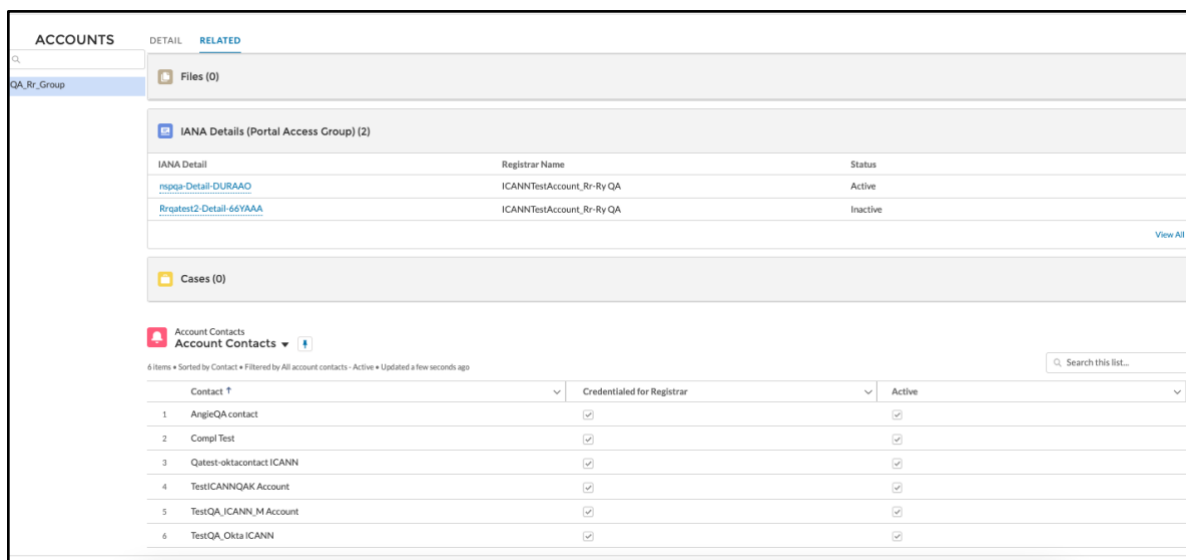 ACCOUNTS
DETAIL RELATED
QA_Rr_Group
Files (0)
IANA Details (Portal Access Group) (2)
IANA Detail Registrar Name Status
nspqa-Detail-DURAAO ICANNTestAccount_Rr-Ry QA Active
Rrqatest2-Detail-66YAAA ICANNTestAccount_Rr-Ry QA Inactive
View All
Cases (0)
Account Contacts
Account Contacts
6 items • Sorted by Contact • Filtered by All account contacts - Active • Updated a few seconds ago
Search this list...
Contact ↑ Credentialed for Registrar Active
1 AngieQA contact
2 Compl Test
3 Qatest-oktacontact ICANN
4 TestICANNQAK Account
5 TestQA_ICANN_M Account
6 TestQA_Okta ICANN